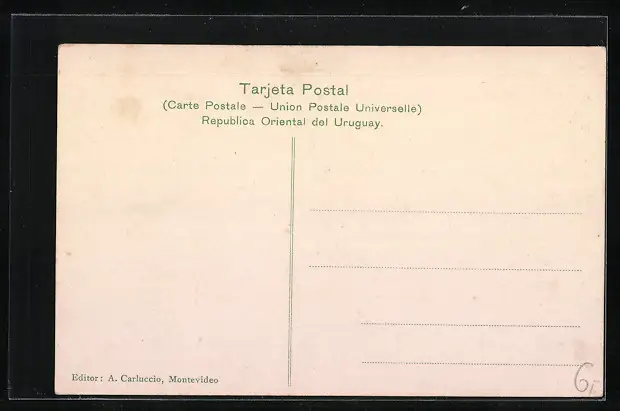 Tarjeta Postal
(Carte Postale — Union Postale Universelle)
Republica Oriental del Uruguay.
Editor: A. Carluccio, Montevideo